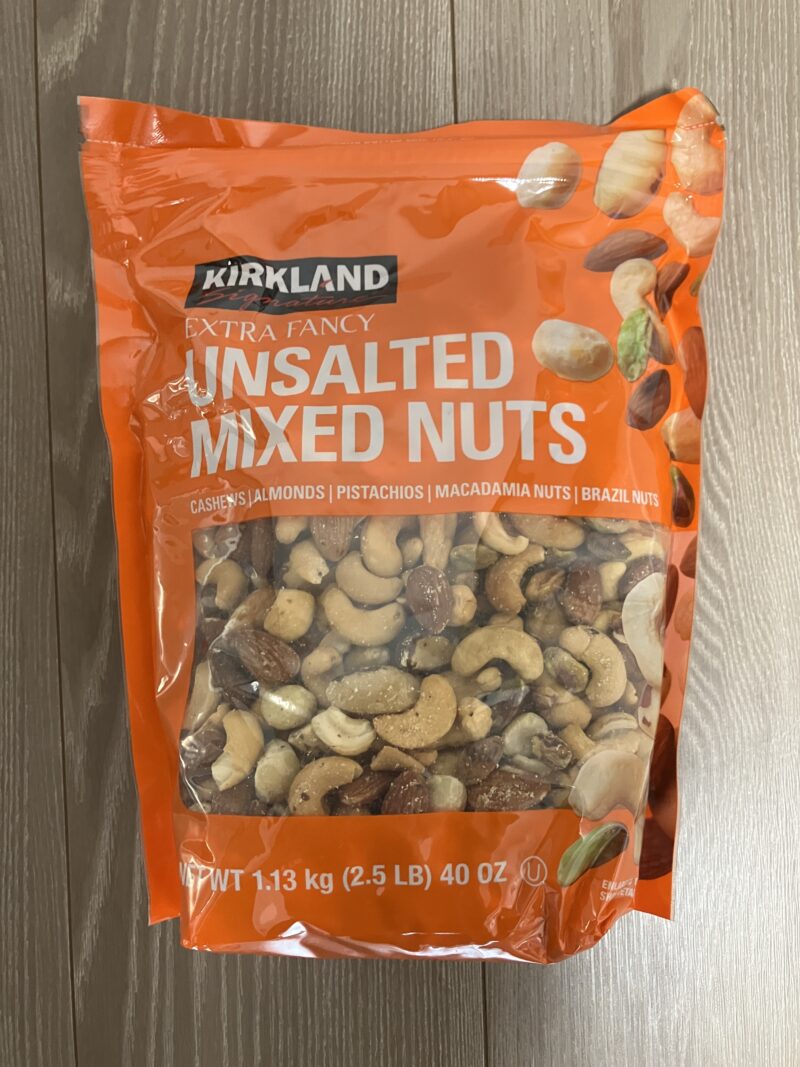 KIRKLAND
Signature
EXTRA FANCY
UNSALTED
MIXED NUTS
CASHEWS | ALMONDS | PISTACHIOS | MACADAMIA NUTS | BRAZIL NUTS
NET WT 1.13 kg (2.5 LB) 40 OZ U